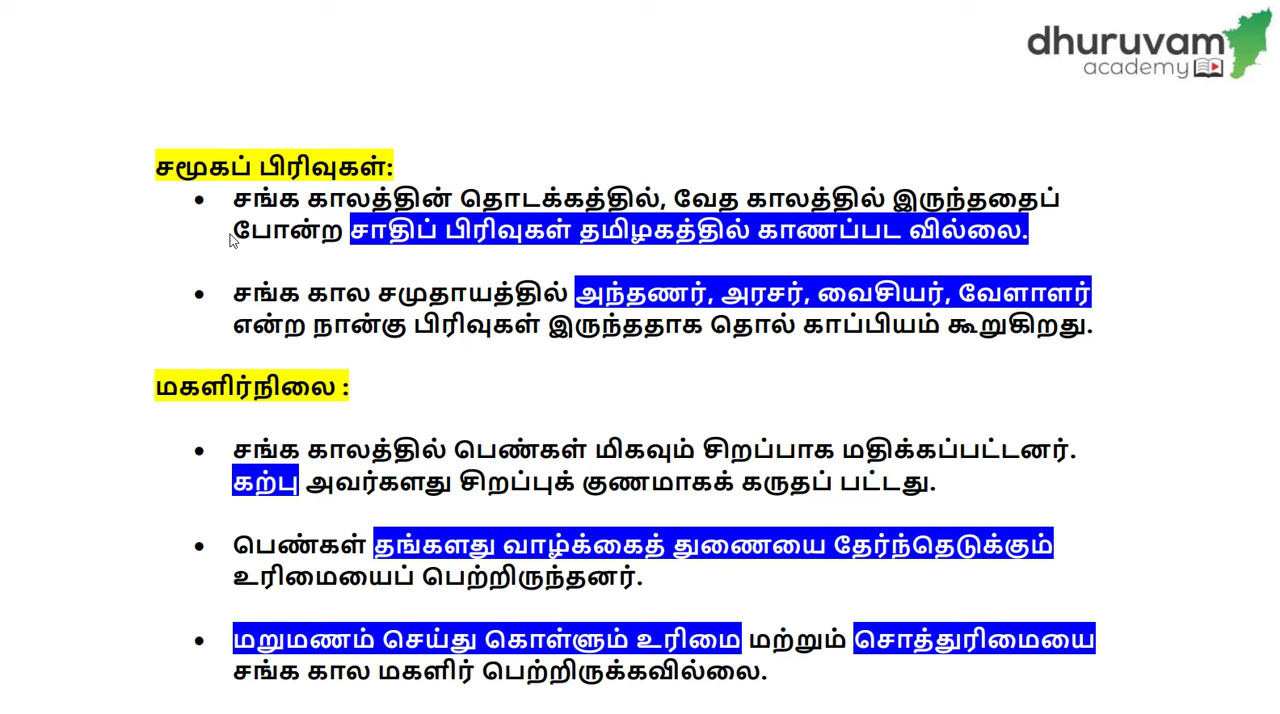 dhuruvam
academy
சமூகப் பிரிவுகள்:
• சங்க காலத்தின் தொடக்கத்தில், வேத காலத்தில் இருந்ததைப்
போன்ற சாதிப் பிரிவுகள் தமிழகத்தில் காணப்பட வில்லை.
• சங்க கால சமுதாயத்தில் அந்தணர், அரசர், வைசியர், வேளாளர்
என்ற நான்கு பிரிவுகள் இருந்ததாக தொல் காப்பியம் கூறுகிறது.
மகளிர்நிலை :
• சங்க காலத்தில் பெண்கள் மிகவும் சிறப்பாக மதிக்கப்பட்டனர்.
கற்பு அவர்களது சிறப்புக் குணமாகக் கருதப் பட்டது.
• பெண்கள் தங்களது வாழ்க்கைத் துணையை தேர்ந்தெடுக்கும்
உரிமையைப் பெற்றிருந்தனர்.
• மறுமணம் செய்து கொள்ளும் உரிமை மற்றும் சொத்துரிமையை
சங்க கால மகளிர் பெற்றிருக்கவில்லை.